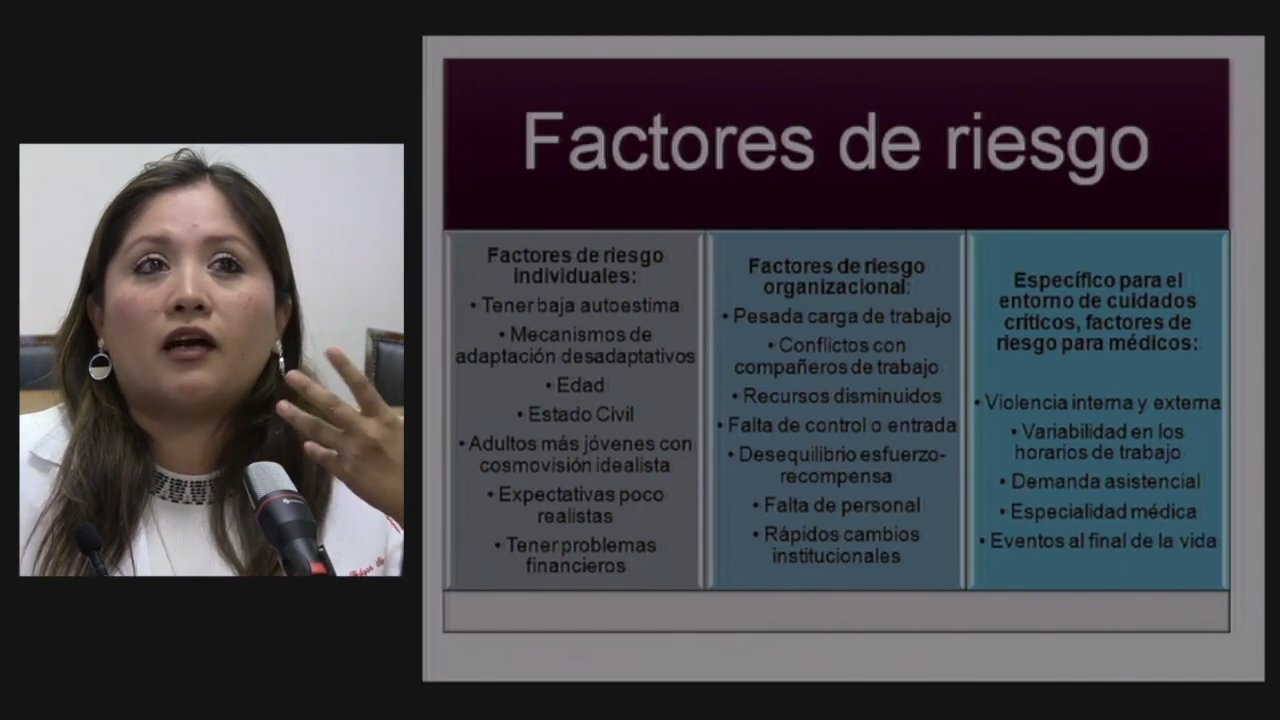 Factores de riesgo
Factores de riesgo
individuales:
• Tener baja autoestima
• Mecanismos de
adaptación desadaptativos
• Edad
• Estado Civil
• Adultos más jóvenes con
cosmovisión idealista
• Expectativas poco
realistas
• Tener problemas
financieros
Factores de riesgo
organizacional:
• Pesada carga de trabajo
• Conflictos con
compañeros de trabajo
• Recursos disminuidos
• Falta de control o entrada
• Desequilibrio esfuerzo-
recompensa
• Falta de personal
• Rápidos cambios
institucionales
Específico para el
entorno de cuidados
críticos, factores de
riesgo para médicos:
• Violencia interna y externa
• Variabilidad en los
horarios de trabajo
• Demanda asistencial
• Especialidad médica
• Eventos al final de la vida